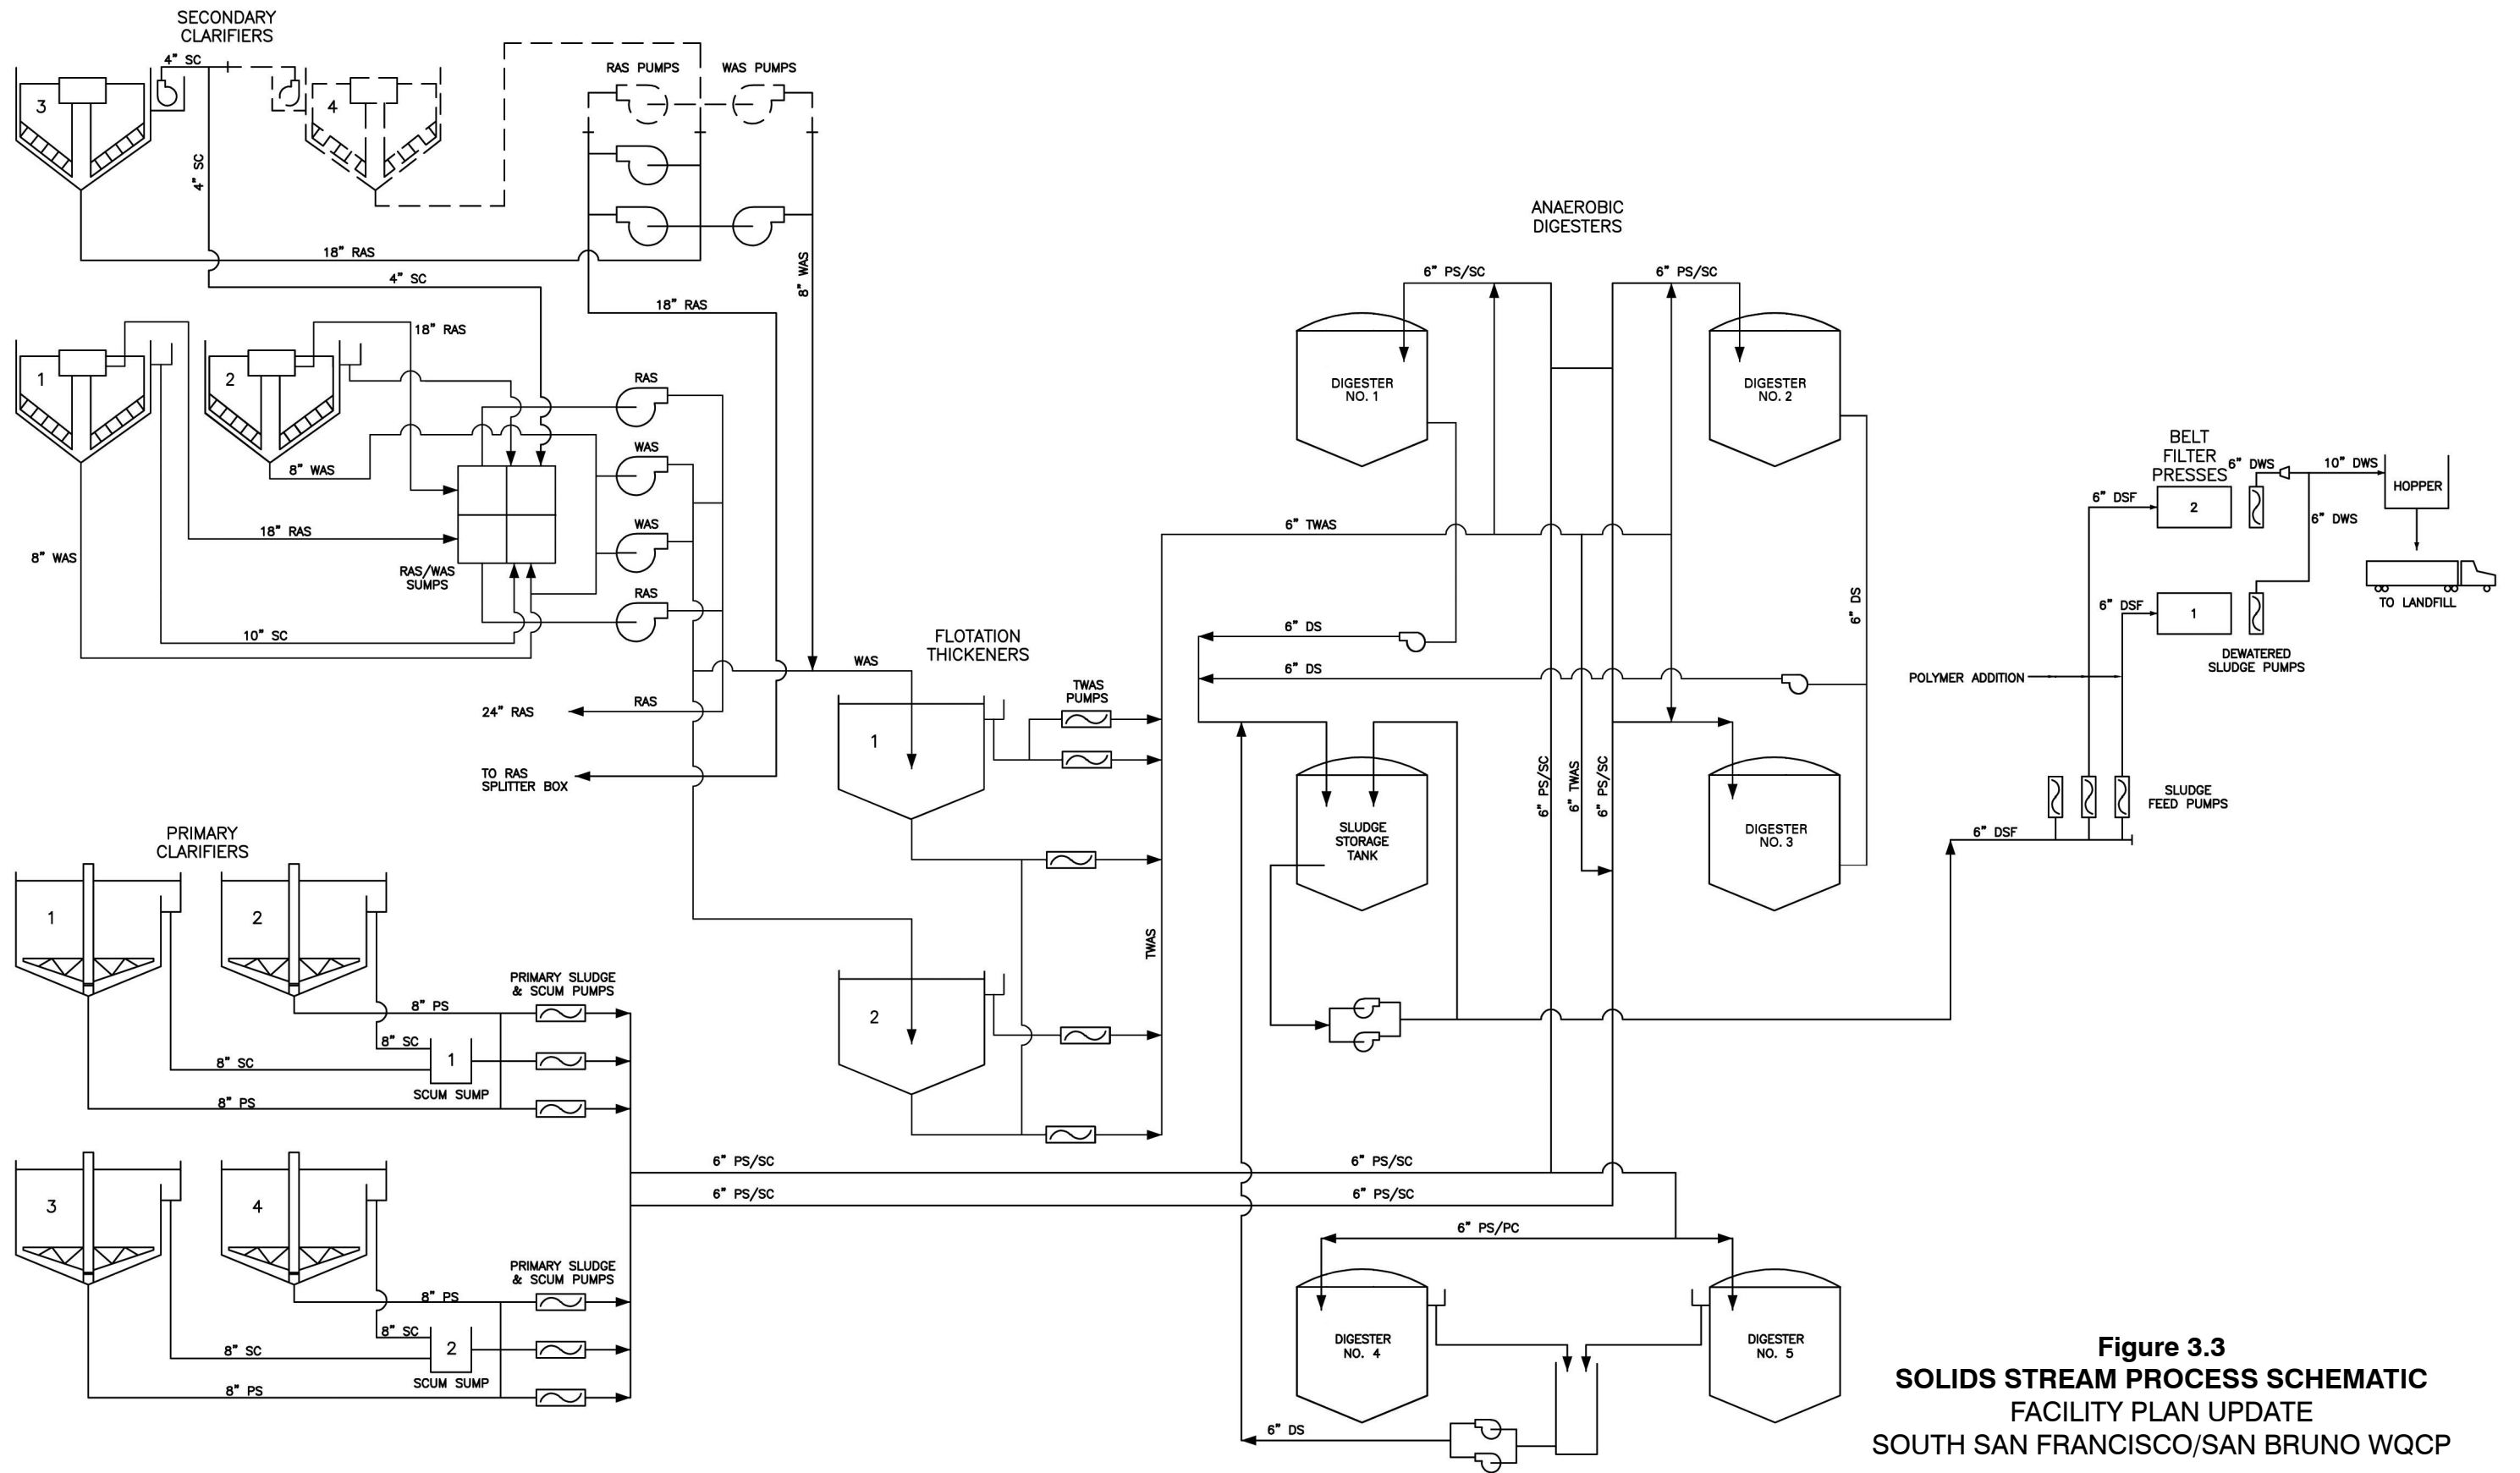 SECONDARY
CLARIFIERS
4" SC
3
4
4" SC
RAS PUMPS
WAS PUMPS
18" RAS
4" SC
8" WAS
18" RAS
18" RAS
1
2
RAS
WAS
8" WAS
WAS
18" RAS
8" WAS
RAS/WAS
SUMPS
RAS
10" SC
WAS
RAS
24" RAS
TO RAS
SPLITTER BOX
FLOTATION
THICKENERS
TWAS
PUMPS
1
2
TWAS
PRIMARY
CLARIFIERS
1
2
PRIMARY SLUDGE
& SCUM PUMPS
8" PS
8" SC
1
8" SC
SCUM SUMP
8" PS
3
4
PRIMARY SLUDGE
& SCUM PUMPS
8" PS
8" SC
2
8" SC
SCUM SUMP
8" PS
6" PS/SC
6" PS/SC
6" PS/SC
6" PS/SC
ANAEROBIC
DIGESTERS
6" PS/SC
6" PS/SC
DIGESTER
NO. 1
DIGESTER
NO. 2
6" TWAS
6" DS
6" DS
6" DS
6" PS/SC
6" TWAS
6" PS/SC
SLUDGE
STORAGE
TANK
DIGESTER
NO. 3
6" PS/PC
DIGESTER
NO. 4
DIGESTER
NO. 5
6" DS
BELT
FILTER
PRESSES
6" DWS
10" DWS
HOPPER
6" DSF
2
6" DWS
6" DSF
1
TO LANDFILL
DEWATERED
SLUDGE PUMPS
POLYMER ADDITION
SLUDGE
FEED PUMPS
6" DSF
Figure 3.3
SOLIDS STREAM PROCESS SCHEMATIC
FACILITY PLAN UPDATE
SOUTH SAN FRANCISCO/SAN BRUNO WQCP